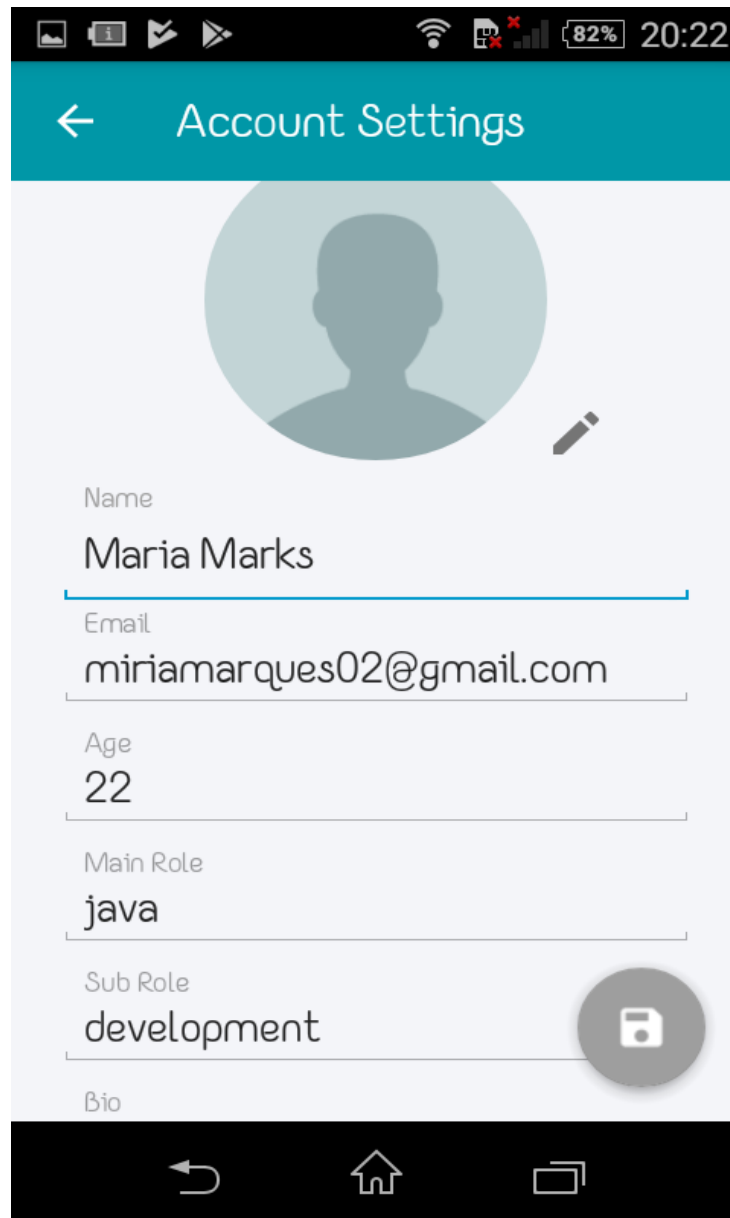 82% 20:22
Account Settings
Name
Maria Marks
Email
miriamarques02@gmail.com
Age
22
Main Role
java
Sub Role
development
Bio